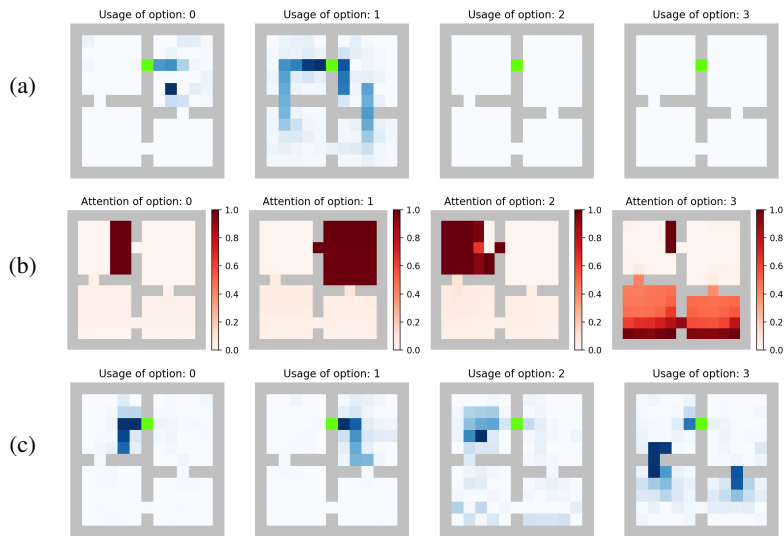 Usage of option: 0 Usage of option: 1 Usage of option: 2 Usage of option: 3
(a)
Attention of option: 0 Attention of option: 1 Attention of option: 2 Attention of option: 3
1.0 1.0 1.0 1.0
0.8 0.8 0.8 0.8
0.6 0.6 0.6 0.6
(b)
0.4 0.4 0.4 0.4
0.2 0.2 0.2 0.2
0.0 0.0 0.0 0.0
Usage of option: 0 Usage of option: 1 Usage of option: 2 Usage of option: 3
(c)